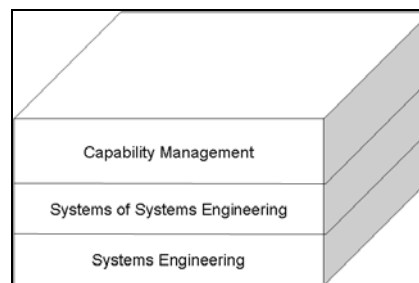 Capability Management
Systems of Systems Engineering
Systems Engineering